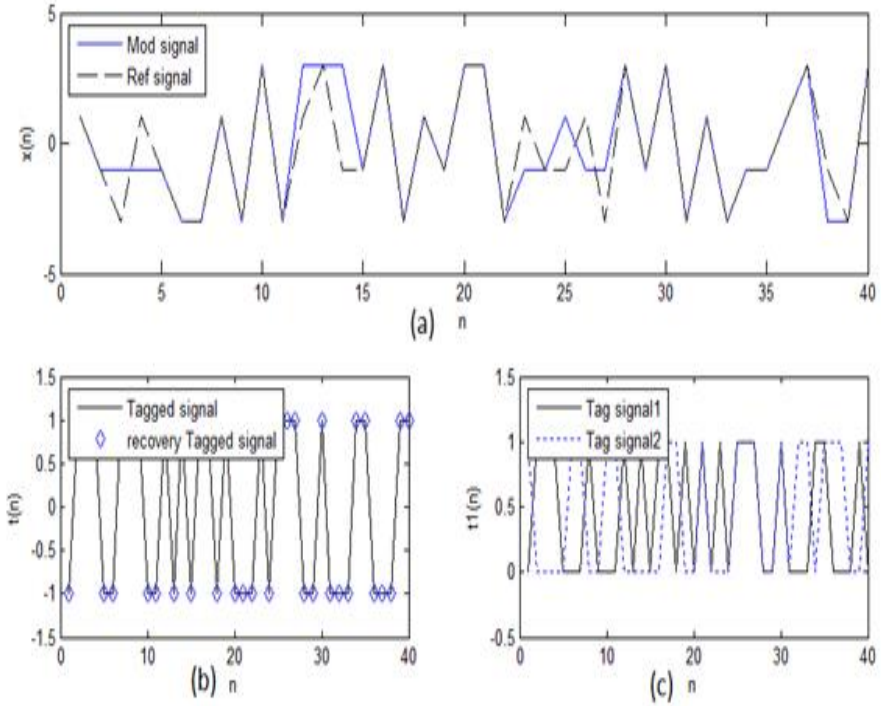 5
Mod signal
Ref signal
x(n)
0
-5
0 5 10 15 20 25 30 35 40
(a) n
1.5
Tagged signal
recovery Tagged signal
1
0.5
t(n)
0
-0.5
-1
-1.5
0 10 20 30 40
(b) n
1.5
Tag signal1
Tag signal2
1
t1(n)
0.5
0
-0.5
0 10 20 30 40
(c) n